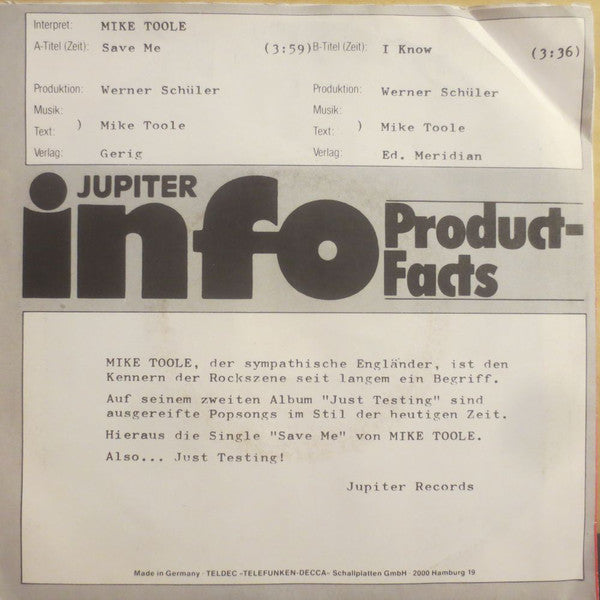 Interpret: MIKE TOOLE
A-Titel (Zeit): Save Me (3:59) B-Titel (Zeit): I Know (3:36)
Produktion: Werner Schüler Produktion: Werner Schüler
Musik: Musik:
Text: ) Mike Toole Text: ) Mike Toole
Verlag: Gerig Verlag: Ed. Meridian
JUPITER
info
Product-
Facts
MIKE TOOLE, der sympathische Engländer, ist den
Kennern der Rockszene seit langem ein Begriff.
Auf seinem zweiten Album "Just Testing" sind
ausgereifte Popsongs im Stil der heutigen Zeit.
Hieraus die Single "Save Me" von MIKE TOOLE.
Also... Just Testing!
Jupiter Records
Made in Germany · TELDEC »TELEFUNKEN-DECCA« Schallplatten GmbH · 2000 Hamburg 19